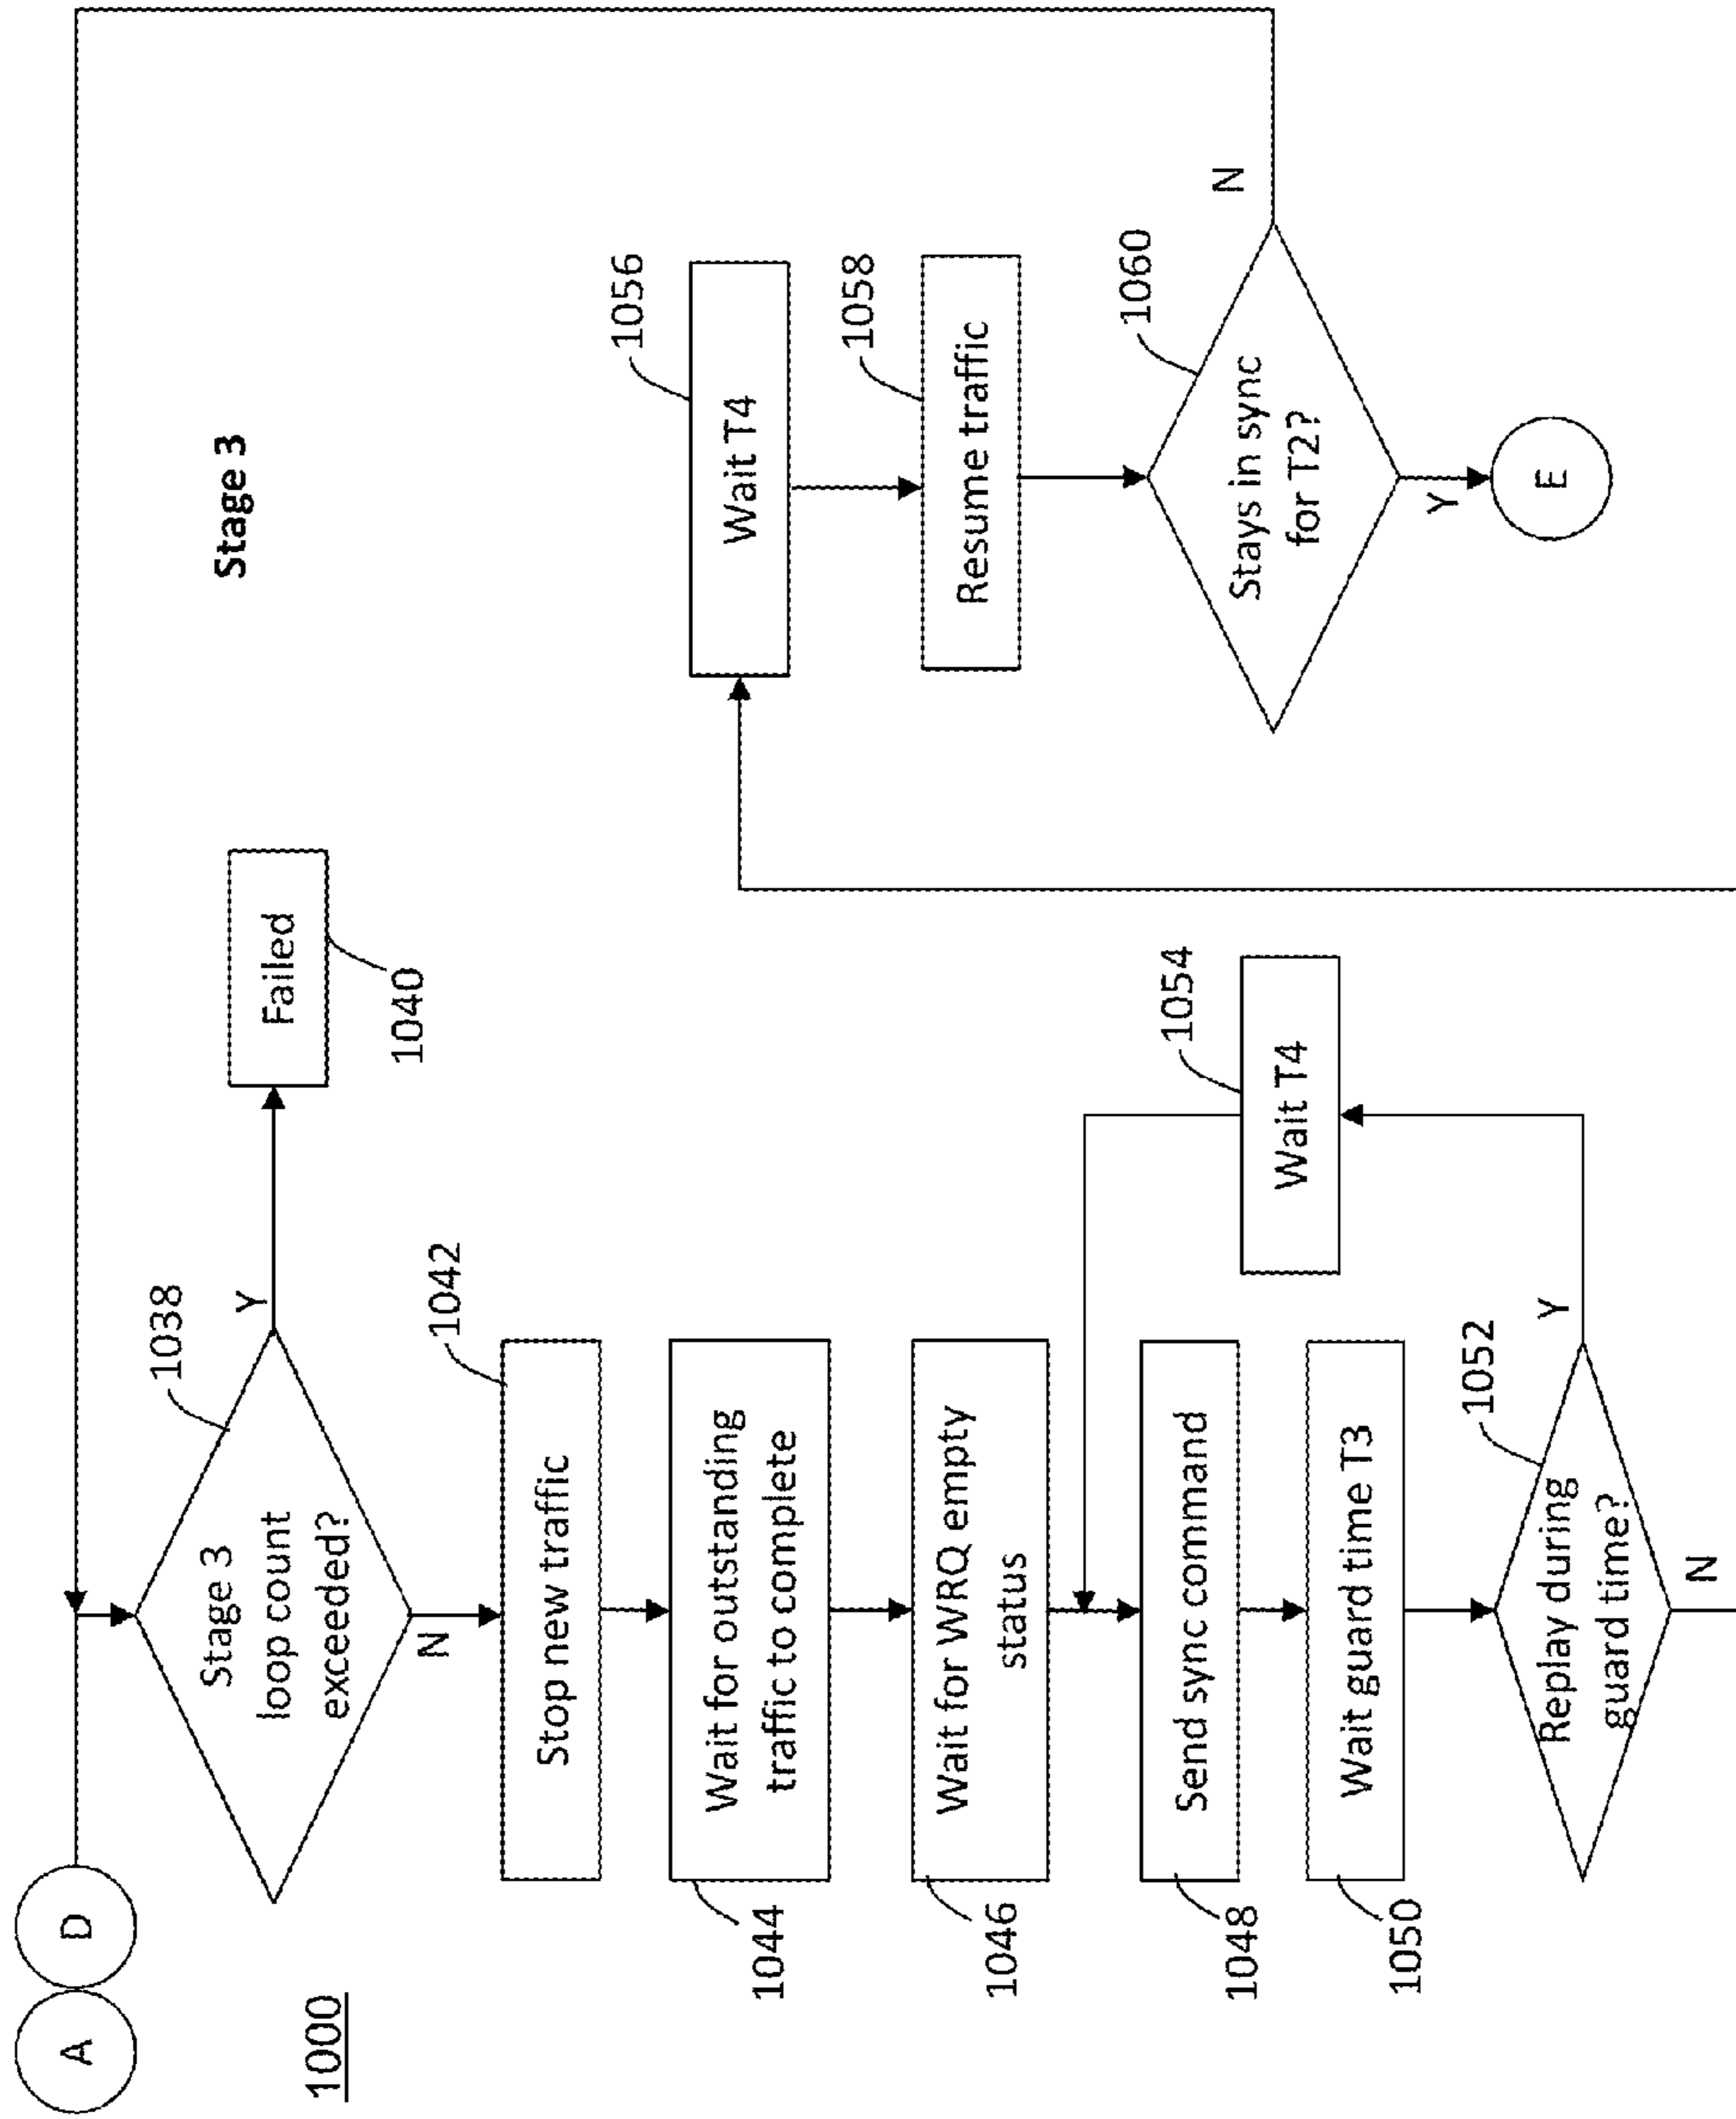 A
D
1000
Stage 3
Stage 3
loop count
exceeded?
1038
Y
Failed
1040
N
Stop new traffic
1042
Wait for outstanding
traffic to complete
1044
Wait for WRQ empty
status
1046
Send sync command
1048
Wait guard time T3
1050
Replay during
guard time?
1052
Y
Wait T4
1054
N
Wait T4
1056
Resume traffic
1058
Stays in sync
for T2?
1060
N
Y
E